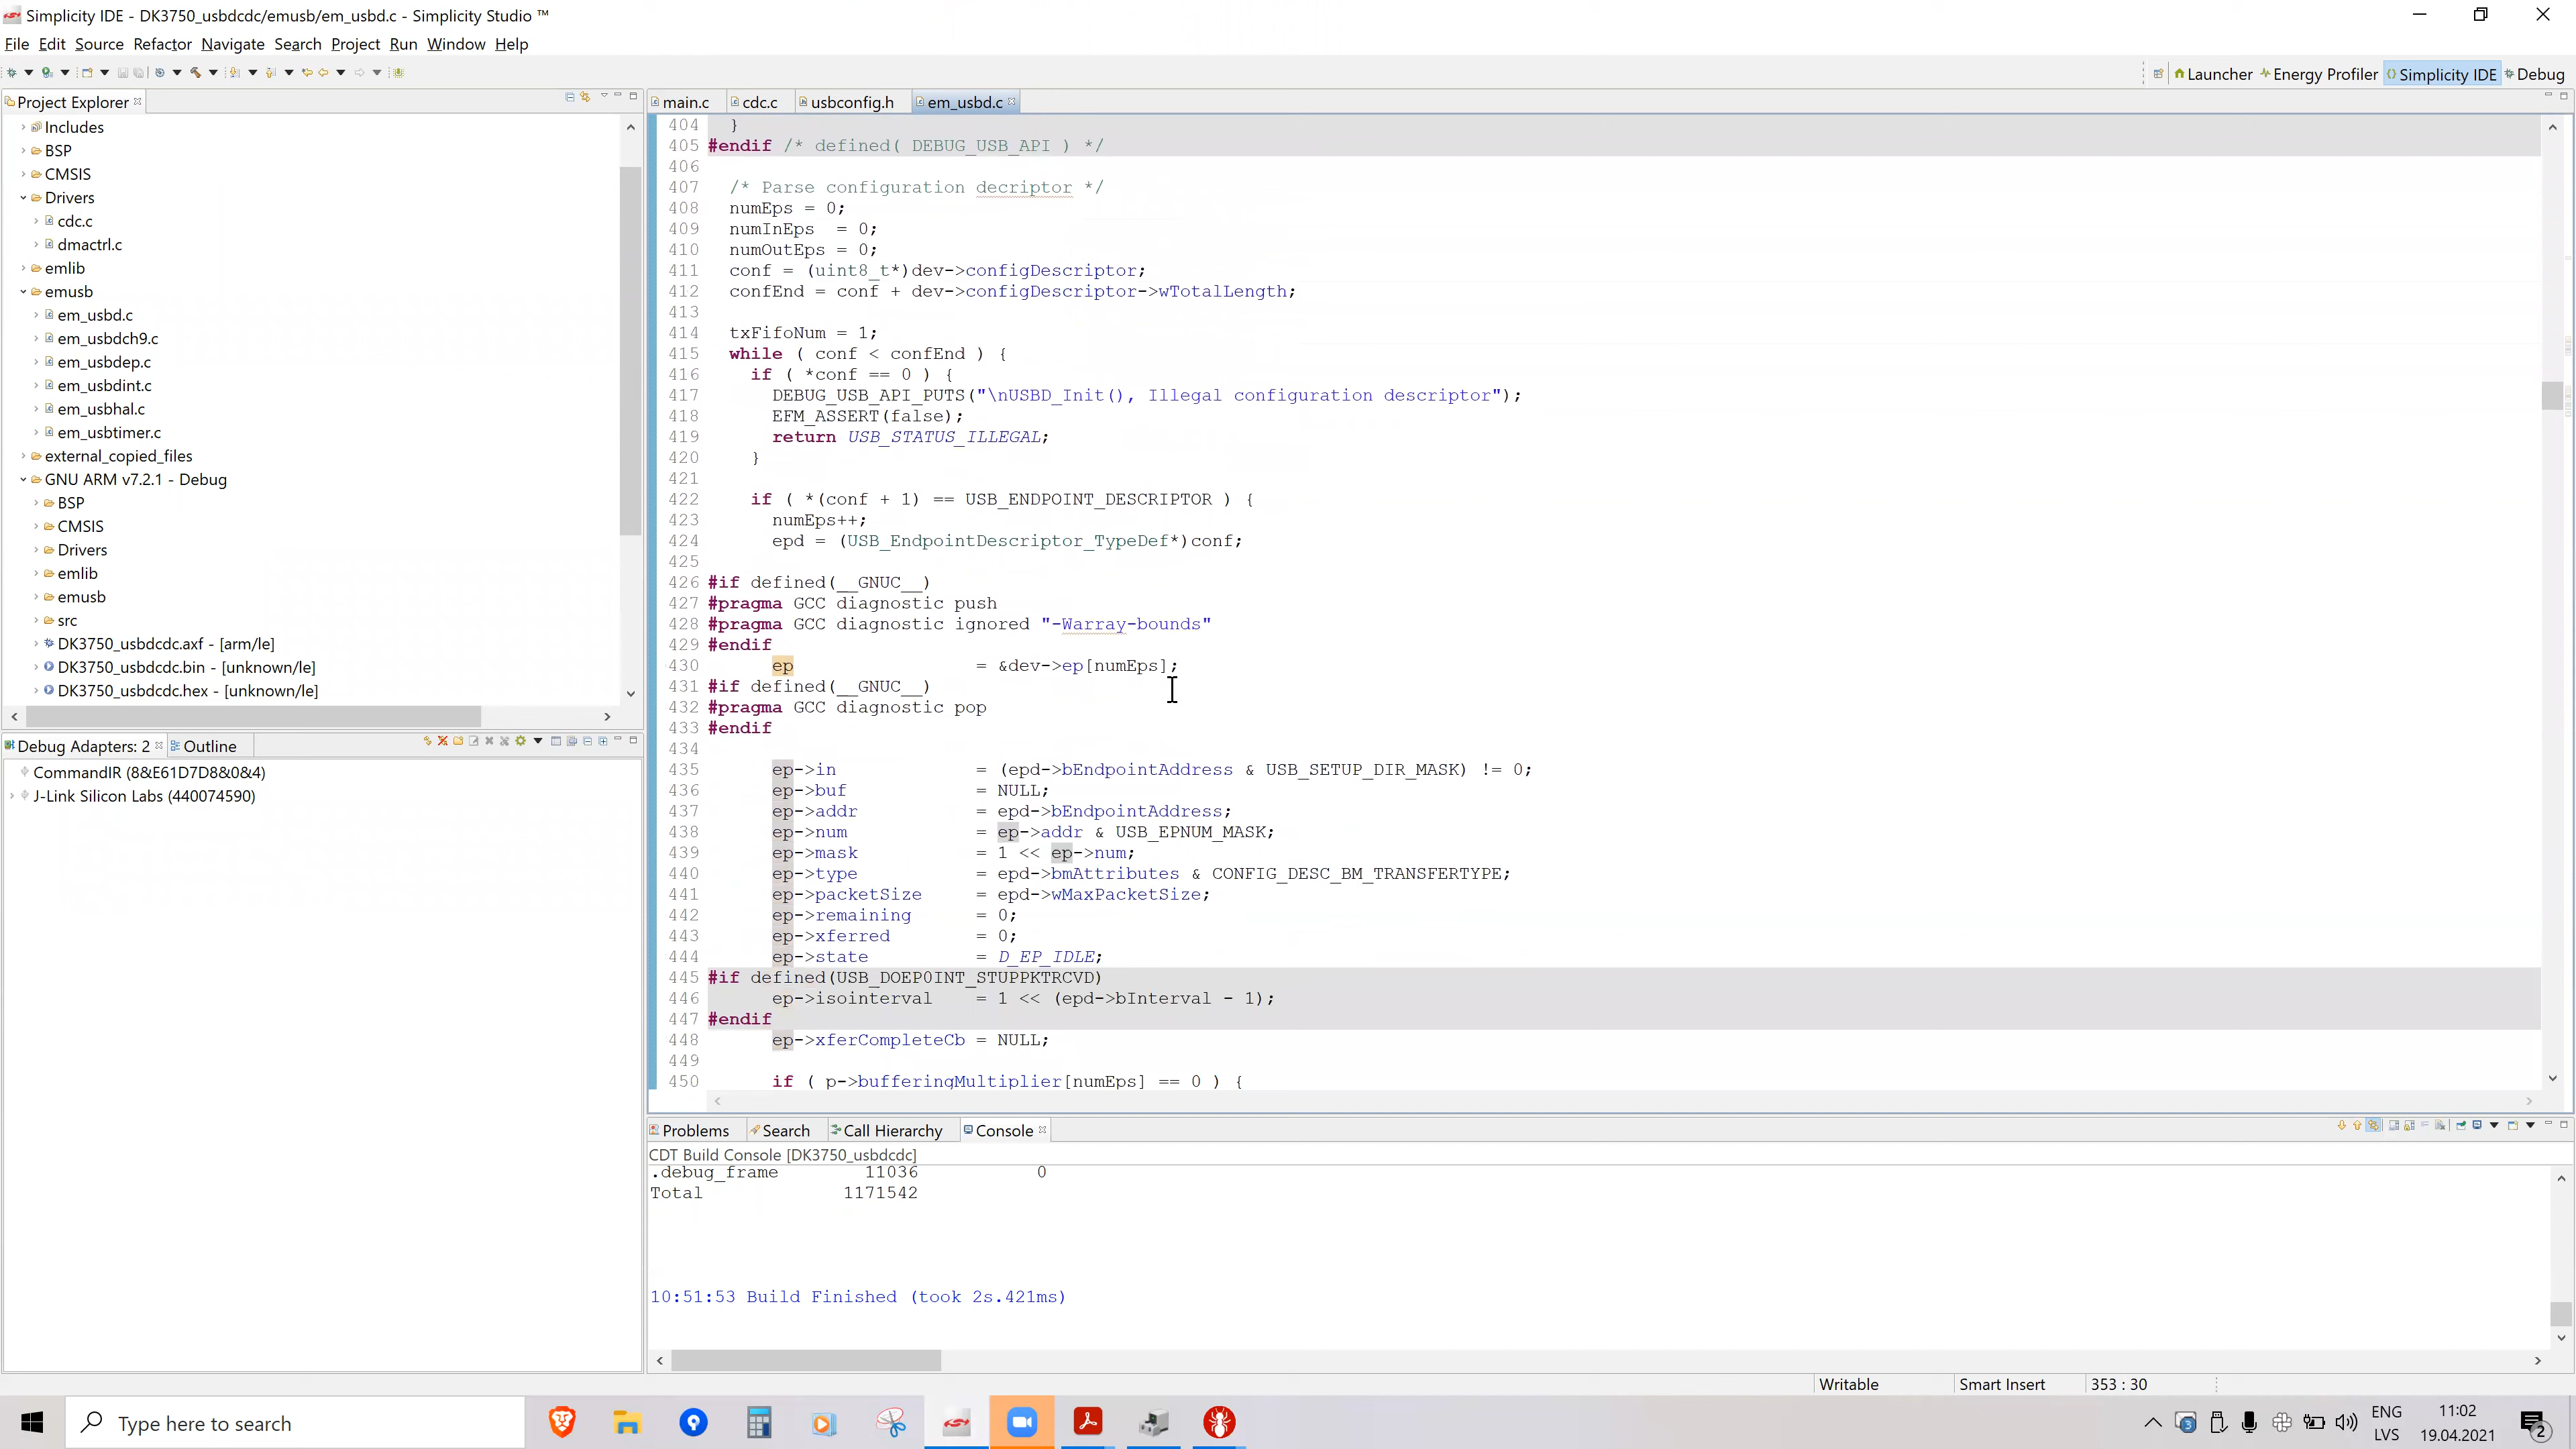 Simplicity IDE - DK3750_usbdcdc/emusb/em_usbd.c - Simplicity Studio ™
File Edit Source Refactor Navigate Search Project Run Window Help
Launcher Energy Profiler Simplicity IDE Debug
Project Explorer
Includes
BSP
CMSIS
Drivers
cdc.c
dmactrl.c
emlib
emusb
em_usbd.c
em_usbdch9.c
em_usbdep.c
em_usbdint.c
em_usbhal.c
em_usbtimer.c
external_copied_files
GNU ARM v7.2.1 - Debug
BSP
CMSIS
Drivers
emlib
emusb
src
DK3750_usbdcdc.axf - [arm/le]
DK3750_usbdcdc.bin - [unknown/le]
DK3750_usbdcdc.hex - [unknown/le]
Debug Adapters: 2 Outline
CommandIR (8&E61D7D8&0&4)
J-Link Silicon Labs (440074590)
main.c cdc.c usbconfig.h em_usbd.c
404 }
405 #endif /* defined( DEBUG_USB_API ) */
406
407 /* Parse configuration decriptor */
408 numEps = 0;
409 numInEps  = 0;
410 numOutEps = 0;
411 conf = (uint8_t*)dev->configDescriptor;
412 confEnd = conf + dev->configDescriptor->wTotalLength;
413
414 txFifoNum = 1;
415 while ( conf < confEnd ) {
416 if ( *conf == 0 ) {
417 DEBUG_USB_API_PUTS("\nUSBD_Init(), Illegal configuration descriptor");
418 EFM_ASSERT(false);
419 return USB_STATUS_ILLEGAL;
420 }
421
422 if ( *(conf + 1) == USB_ENDPOINT_DESCRIPTOR ) {
423 numEps++;
424 epd = (USB_EndpointDescriptor_TypeDef*)conf;
425
426 #if defined(__GNUC__)
427 #pragma GCC diagnostic push
428 #pragma GCC diagnostic ignored "-Warray-bounds"
429 #endif
430 ep = &dev->ep[numEps];
431 #if defined(__GNUC__)
432 #pragma GCC diagnostic pop
433 #endif
434
435 ep->in = (epd->bEndpointAddress & USB_SETUP_DIR_MASK) != 0;
436 ep->buf = NULL;
437 ep->addr = epd->bEndpointAddress;
438 ep->num = ep->addr & USB_EPNUM_MASK;
439 ep->mask = 1 << ep->num;
440 ep->type = epd->bmAttributes & CONFIG_DESC_BM_TRANSFERTYPE;
441 ep->packetSize = epd->wMaxPacketSize;
442 ep->remaining = 0;
443 ep->xferred = 0;
444 ep->state = D_EP_IDLE;
445 #if defined(USB_DOEP0INT_STUPPKTRCVD)
446 ep->isointerval = 1 << (epd->bInterval - 1);
447 #endif
448 ep->xferCompleteCb = NULL;
449
450 if ( p->bufferingMultiplier[numEps] == 0 ) {
Problems Search Call Hierarchy Console
CDT Build Console [DK3750_usbdcdc]
.debug_frame 11036 0
Total 1171542
10:51:53 Build Finished (took 2s.421ms)
Writable Smart Insert 353 : 30
Type here to search
3
ENG
LVS
11:02
19.04.2021
2